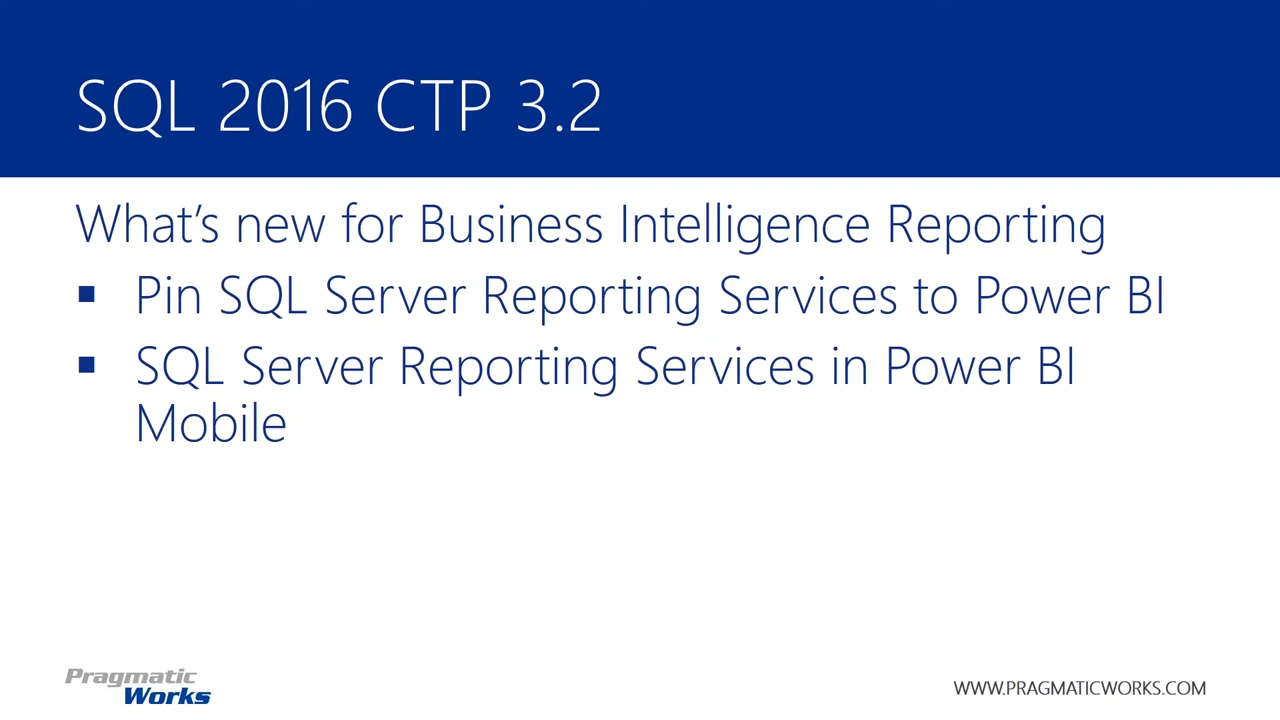 SQL 2016 CTP 3.2
What's new for Business Intelligence Reporting
▪ Pin SQL Server Reporting Services to Power BI
▪ SQL Server Reporting Services in Power BI
Mobile
Pragmatic
Works
WWW.PRAGMATICWORKS.COM